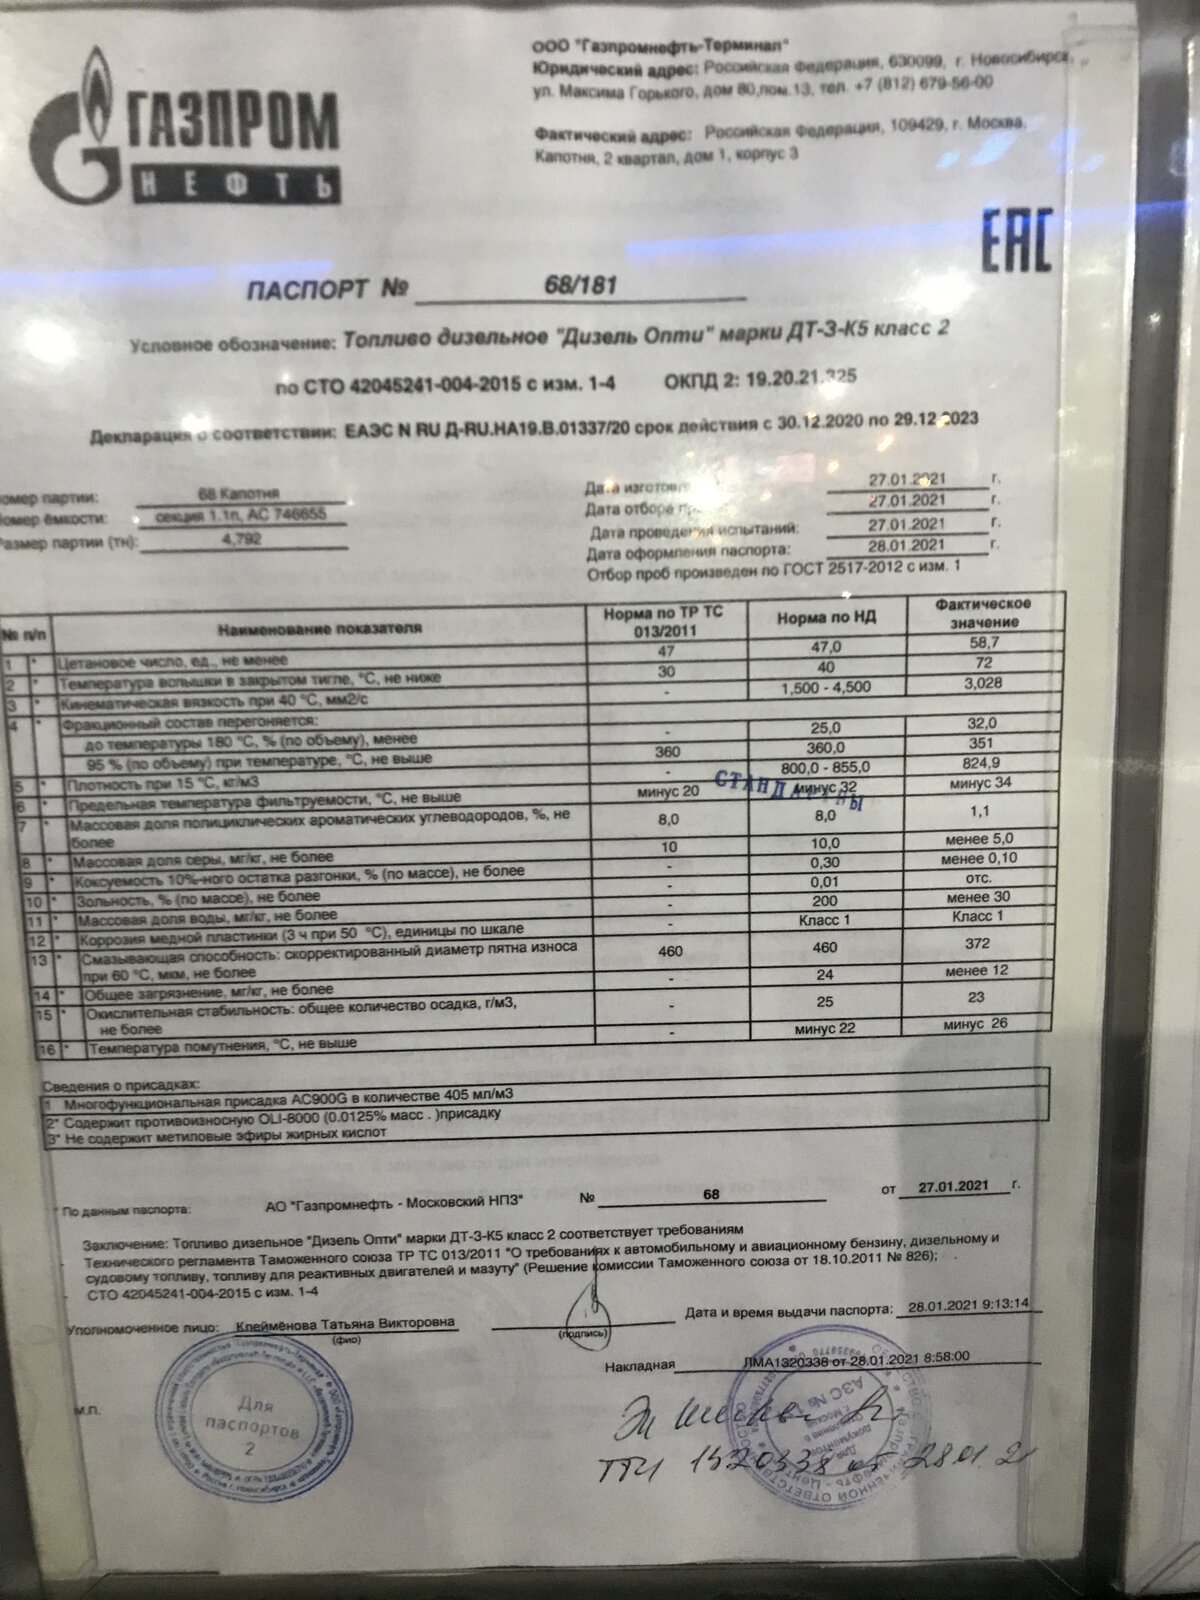 ГАЗПРОМ
НЕФТЬ
ООО "Газпромнефть-Терминал"
Юридический адрес: Российская Федерация, 630099, г. Новосибирск,
ул. Максима Горького, дом 80,пом.13, тел. +7 (812) 679-56-00
Фактический адрес: Российская Федерация, 109429, г. Москва,
Капотня, 2 квартал, дом 1, корпус 3
ЕАС
ПАСПОРТ № 68/181
Условное обозначение: Топливо дизельное "Дизель Опти" марки ДТ-З-К5 класс 2
по СТО 42045241-004-2015 с изм. 1-4 ОКПД 2: 19.20.21.325
Декларация о соответствии: ЕАЭС N RU Д-RU.НА19.В.01337/20 срок действия с 30.12.2020 по 29.12.2023
омер партии: 68 Капотня
омер ёмкости: секция 1.1п, АС 746655
Размер партии (тн): 4,792
Дата изготов 27.01.2021 г.
Дата отбора 27.01.2021 г.
Дата проведения испытаний: 27.01.2021 г.
Дата оформления паспорта: 28.01.2021 г.
Отбор проб произведен по ГОСТ 2517-2012 с изм. 1
№ п/п Наименование показателя Норма по ТР ТС 013/2011 Норма по НД Фактическое значение
1 * Цетановое число, ед., не менее 47 47,0 58,7
2 * Температура вспышки в закрытом тигле, °С, не ниже 30 40 72
3 * Кинематическая вязкость при 40 °С, мм2/с - 1,500 - 4,500 3,028
4 * Фракционный состав перегоняется:
до температуры 180 °С, % (по объему), менее - 25,0 32,0
95 % (по объему) при температуре, °С, не выше 360 360,0 351
5 * Плотность при 15 °С, кг/м3 - 800,0 - 855,0 824,9
6 * Предельная температура фильтруемости, °С, не выше минус 20 минус 32 минус 34
7 * Массовая доля полициклических ароматических углеводородов, %, не
более 8,0 8,0 1,1
8 * Массовая доля серы, мг/кг, не более 10 10,0 менее 5,0
9 * Коксуемость 10%-ного остатка разгонки, % (по массе), не более - 0,30 менее 0,10
10 * Зольность, % (по массе), не более - 0,01 отс.
11 * Массовая доля воды, мг/кг, не более - 200 менее 30
12 * Коррозия медной пластинки (3 ч при 50 °С), единицы по шкале - Класс 1 Класс 1
13 * Смазывающая способность: скорректированный диаметр пятна износа
при 60 °С, мкм, не более 460 460 372
14 * Общее загрязнение, мг/кг, не более - 24 менее 12
15 * Окислительная стабильность: общее количество осадка, г/м3,
не более - 25 23
16 * Температура помутнения, °С, не выше - минус 22 минус 26
Сведения о присадках:
1 Многофункциональная присадка АС900G в количестве 405 мл/м3
2* Содержит противоизносную OLI-8000 (0.0125% масс . )присадку
3* Не содержит метиловые эфиры жирных кислот
* По данным паспорта: АО "Газпромнефть - Московский НПЗ" № 68 от 27.01.2021 г.
Заключение: Топливо дизельное "Дизель Опти" марки ДТ-З-К5 класс 2 соответствует требованиям
- Технического регламента Таможенного союза ТР ТС 013/2011 "О требованиях к автомобильному и авиационному бензину, дизельному и
судовому топливу, топливу для реактивных двигателей и мазуту" (Решение комиссии Таможенного союза от 18.10.2011 № 826);
- СТО 42045241-004-2015 с изм. 1-4
Уполномоченное лицо: Клеймёнова Татьяна Викторовна
(фио)
(подпись)
Дата и время выдачи паспорта: 28.01.2021 9:13:14
Накладная ЛМА1320338 от 28.01.2021 8:58:00
М.П.
Для
паспортов
2
АЗС №
ТТН 1320338 от 28.01.21